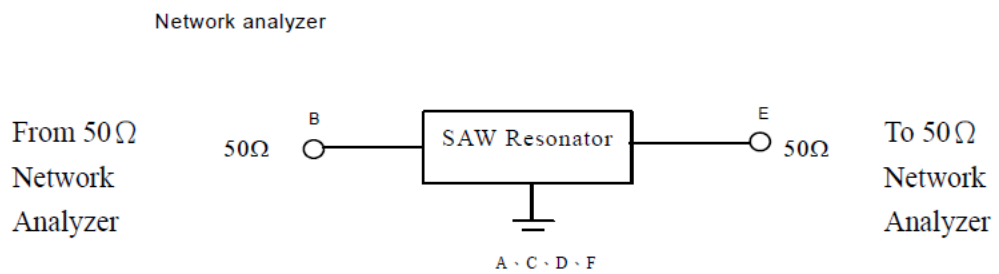 Network analyzer
From 50Ω
Network
Analyzer
50Ω
B
SAW Resonator
E
50Ω
To 50Ω
Network
Analyzer
A、C、D、F